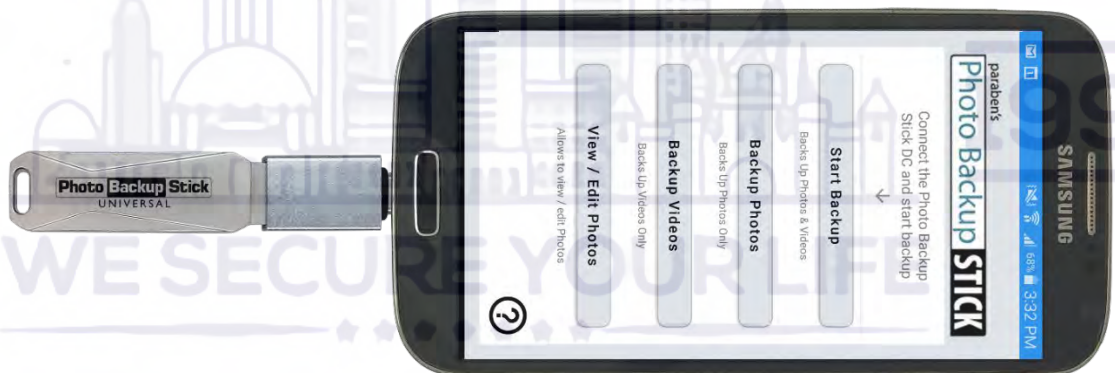 Photo Backup Stick
UNIVERSAL
SAMSUNG
68% 3:32 PM
paraben's
Photo Backup STICK
Connect the Photo Backup
Stick DC and start backup
Start Backup
Backs Up Photos & Videos
Backup Photos
Backs Up Photos Only
Backup Videos
Backs Up Videos Only
View / Edit Photos
Allows to view / edit Photos
?
WE SECURE YOUR LIFE
99